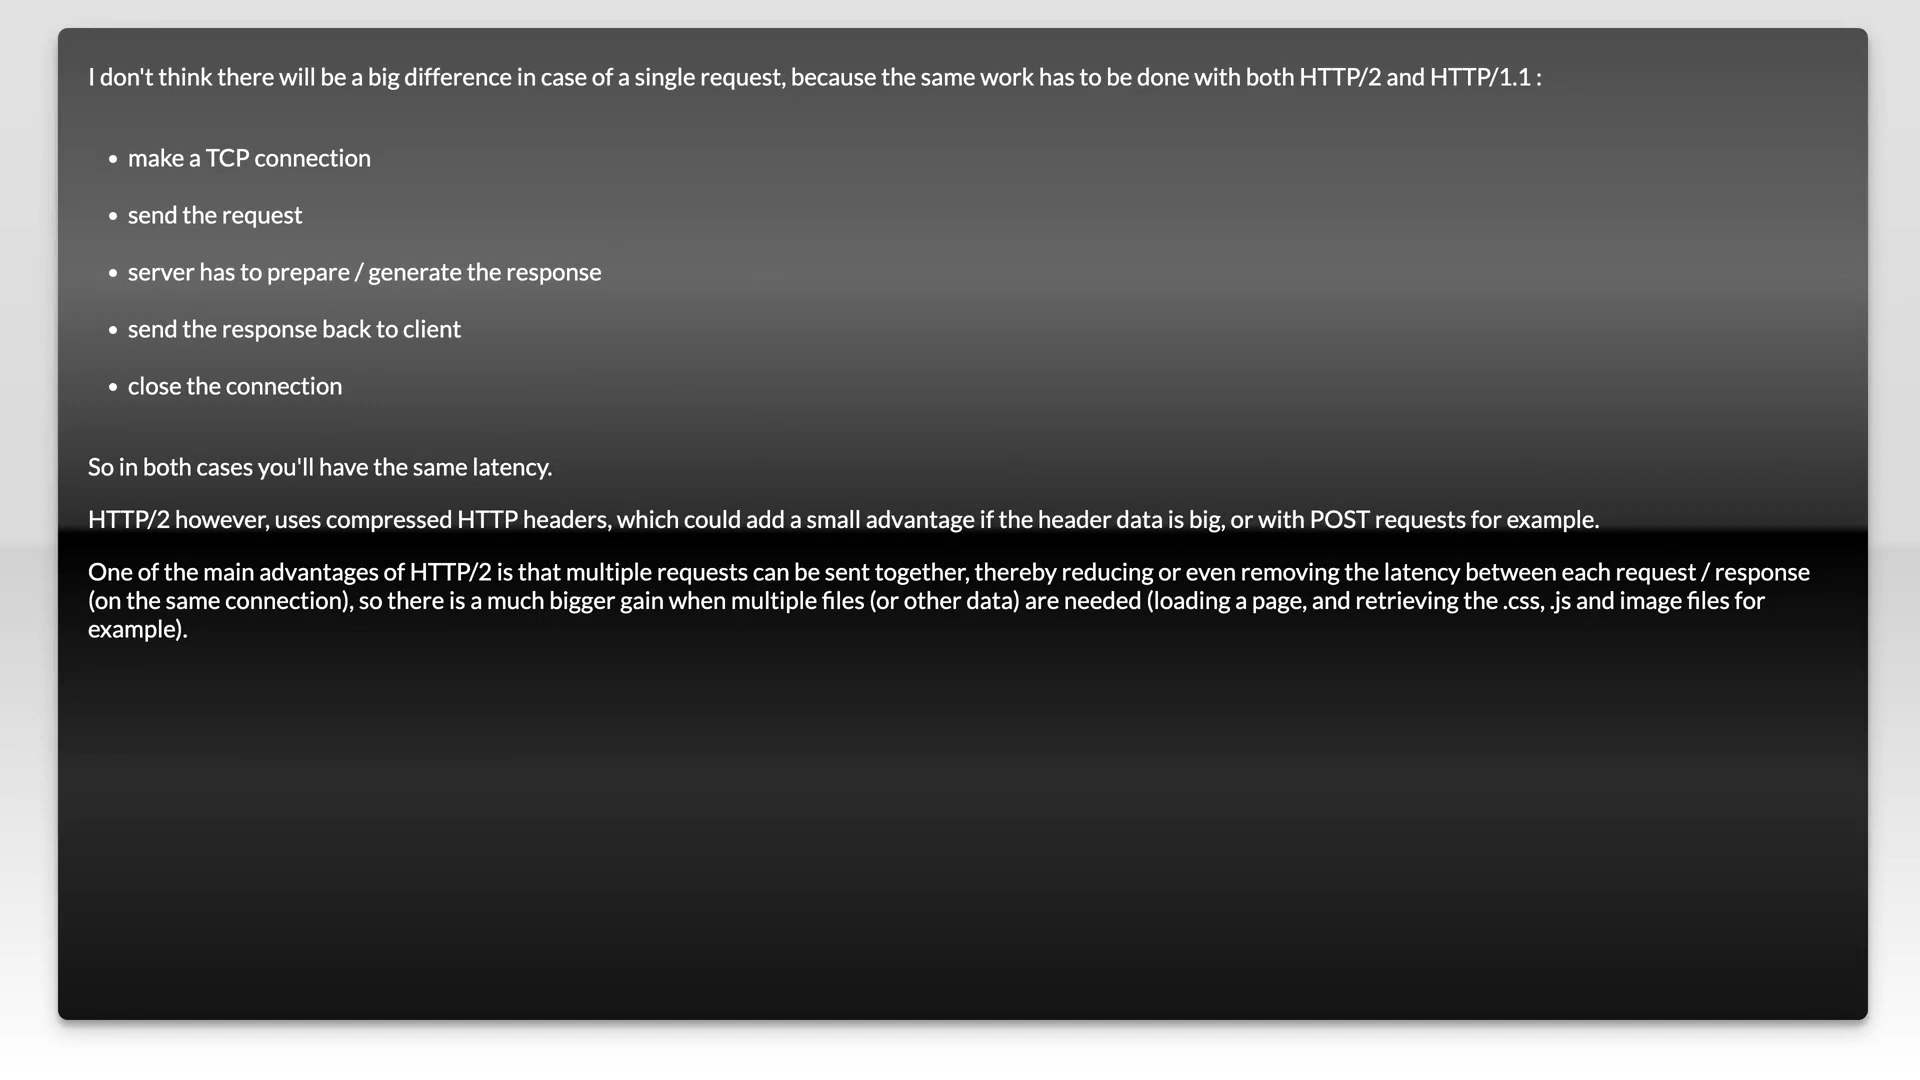 I don't think there will be a big difference in case of a single request, because the same work has to be done with both HTTP/2 and HTTP/1.1 :
• make a TCP connection
• send the request
• server has to prepare / generate the response
• send the response back to client
• close the connection
So in both cases you'll have the same latency.
HTTP/2 however, uses compressed HTTP headers, which could add a small advantage if the header data is big, or with POST requests for example.
One of the main advantages of HTTP/2 is that multiple requests can be sent together, thereby reducing or even removing the latency between each request / response
(on the same connection), so there is a much bigger gain when multiple files (or other data) are needed (loading a page, and retrieving the .css, .js and image files for
example).